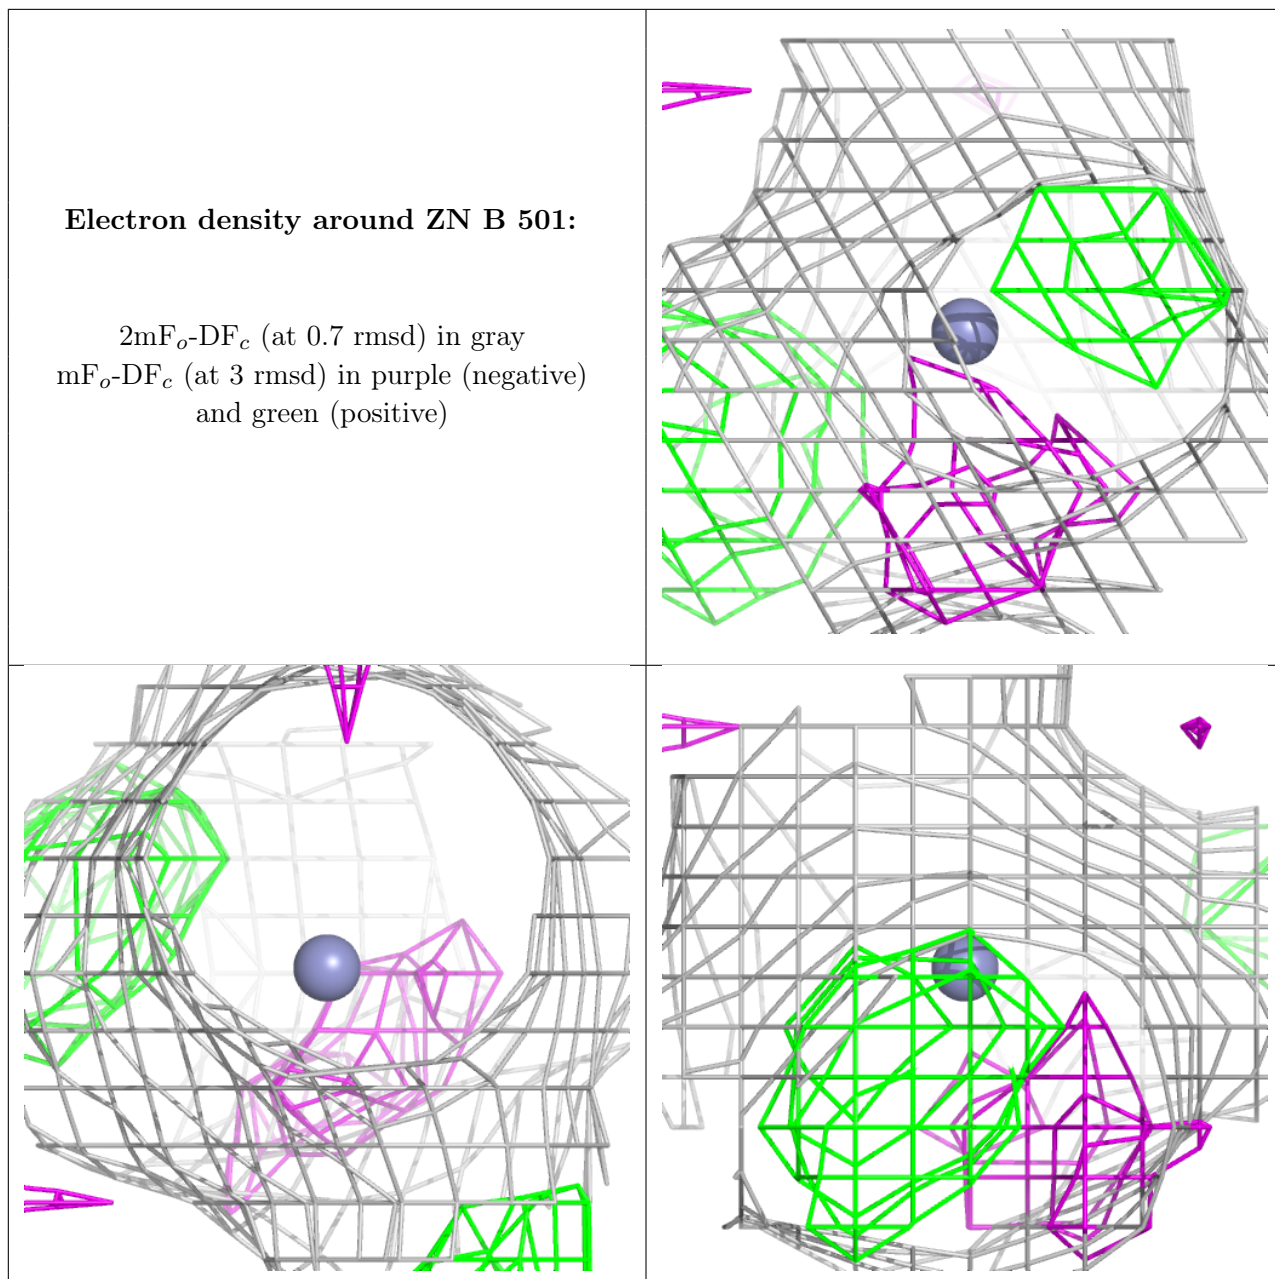 Electron density around ZN B 501:
2mFo-DFc (at 0.7 rmsd) in gray
mFo-DFc (at 3 rmsd) in purple (negative)
and green (positive)